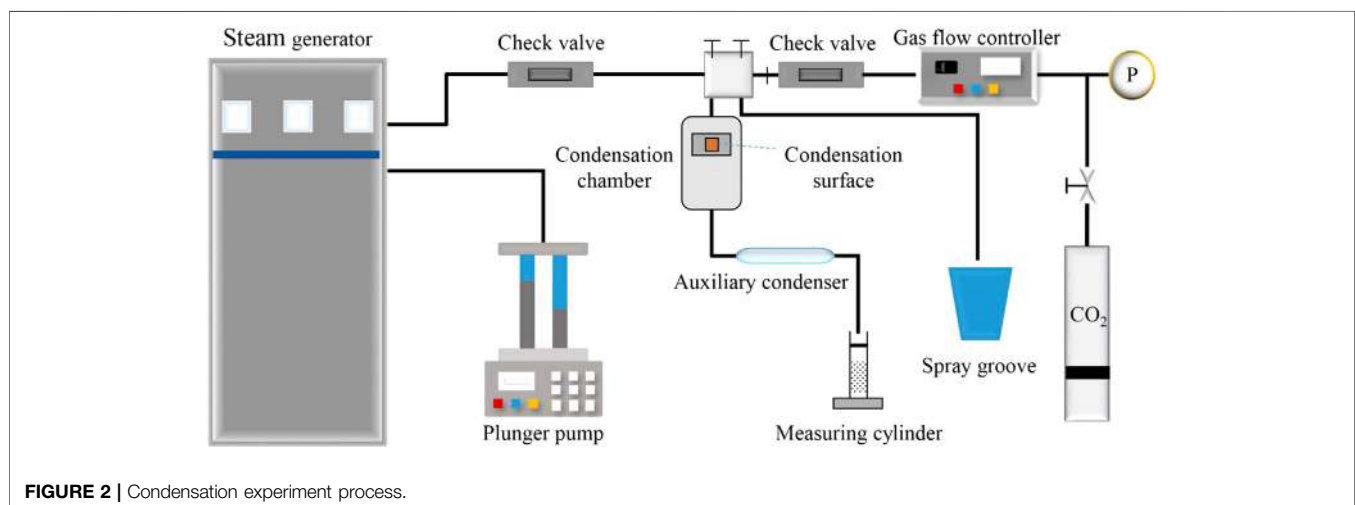 Steam generator
Check valve
Check valve
Gas flow controller
P
Condensation
chamber
Condensation
surface
Auxiliary condenser
CO₂
Spray groove
Plunger pump
Measuring cylinder
FIGURE 2 | Condensation experiment process.